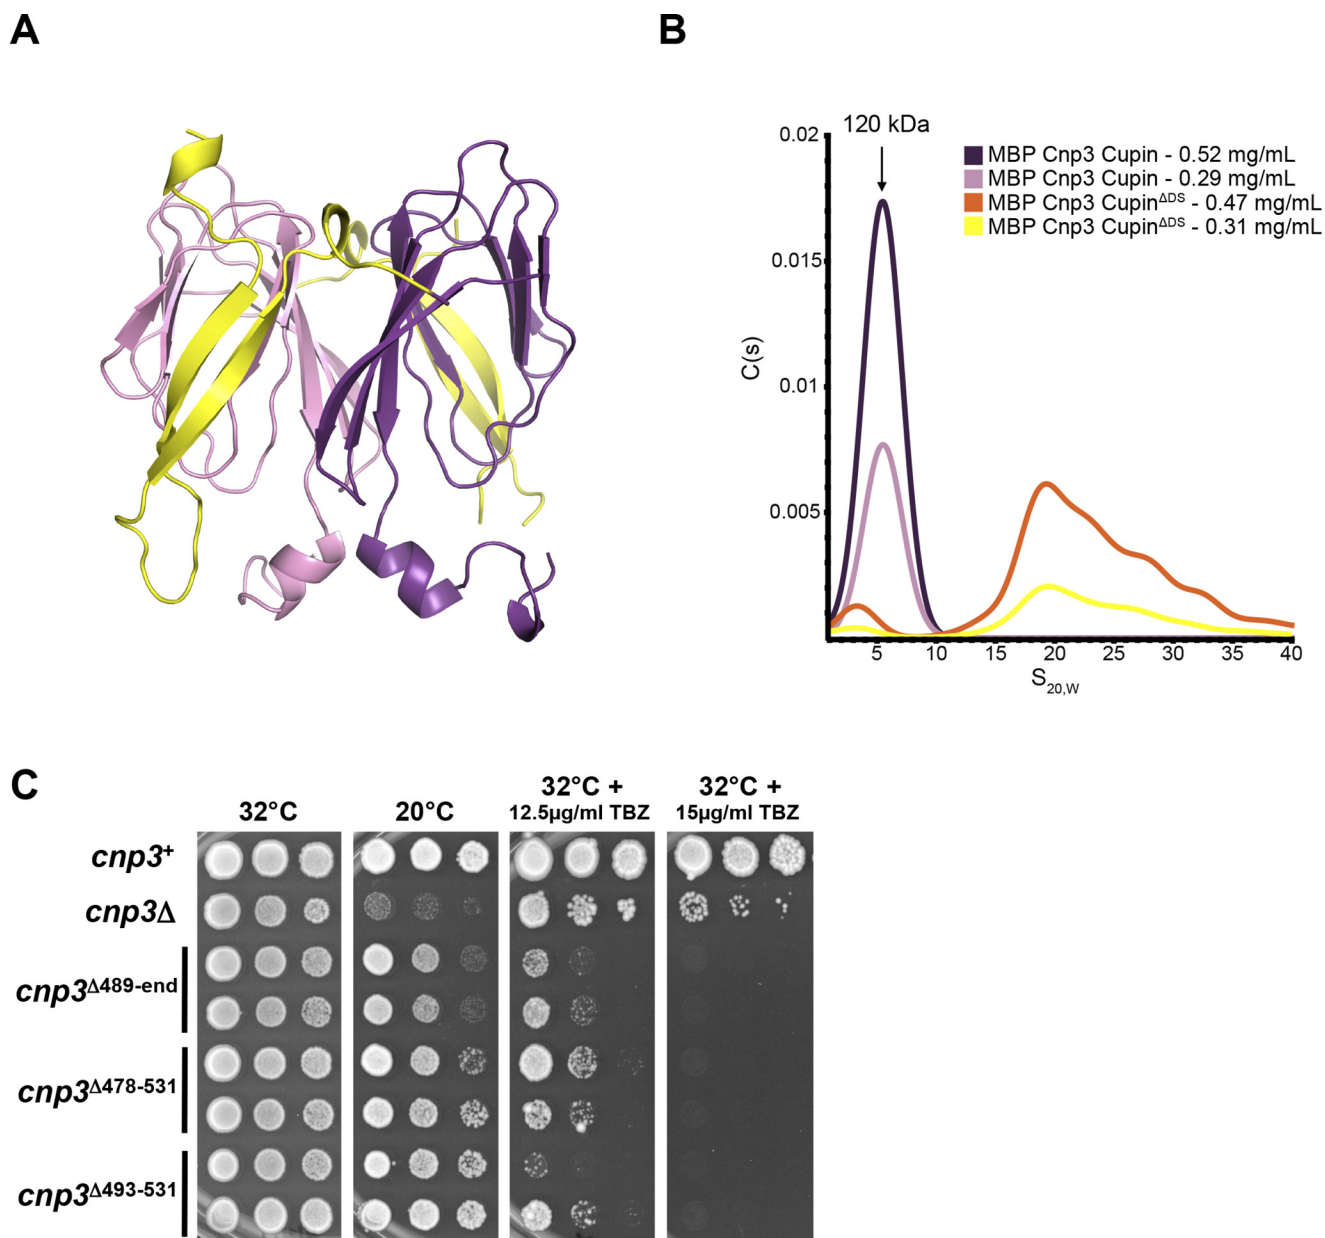 A
B
120 kDa
MBP Cnp3 Cupin - 0.52 mg/mL
MBP Cnp3 Cupin - 0.29 mg/mL
MBP Cnp3 Cupin^ΔDS - 0.47 mg/mL
MBP Cnp3 Cupin^ΔDS - 0.31 mg/mL
0.02
0.015
0.01
0.005
C(s)
5 10 15 20 25 30 35 40
S20,W
C
32°C
20°C
32°C +
12.5µg/ml TBZ
32°C +
15µg/ml TBZ
cnp3+
cnp3Δ
cnp3Δ489-end
cnp3Δ478-531
cnp3Δ493-531